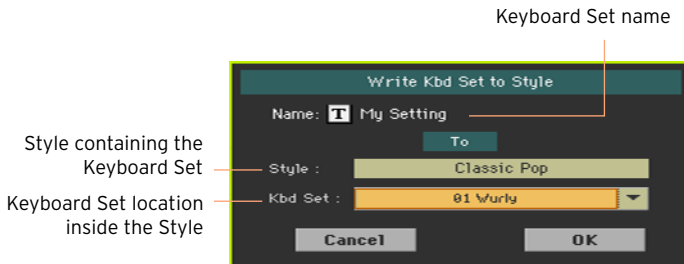 Keyboard Set name
Write Kbd Set to Style
Name: T My Setting
To
Style containing the
Keyboard Set
Style : Classic Pop
Keyboard Set location
inside the Style
Kbd Set : 01 Wurly
Cancel OK